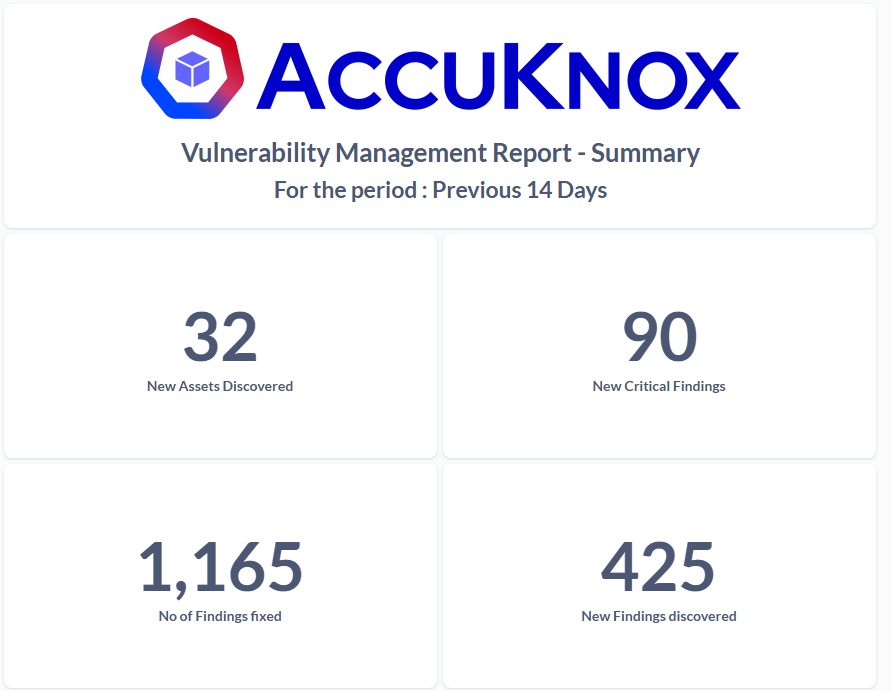 ACCUKNOX
Vulnerability Management Report - Summary
For the period : Previous 14 Days
32
New Assets Discovered
90
New Critical Findings
1,165
No of Findings fixed
425
New Findings discovered